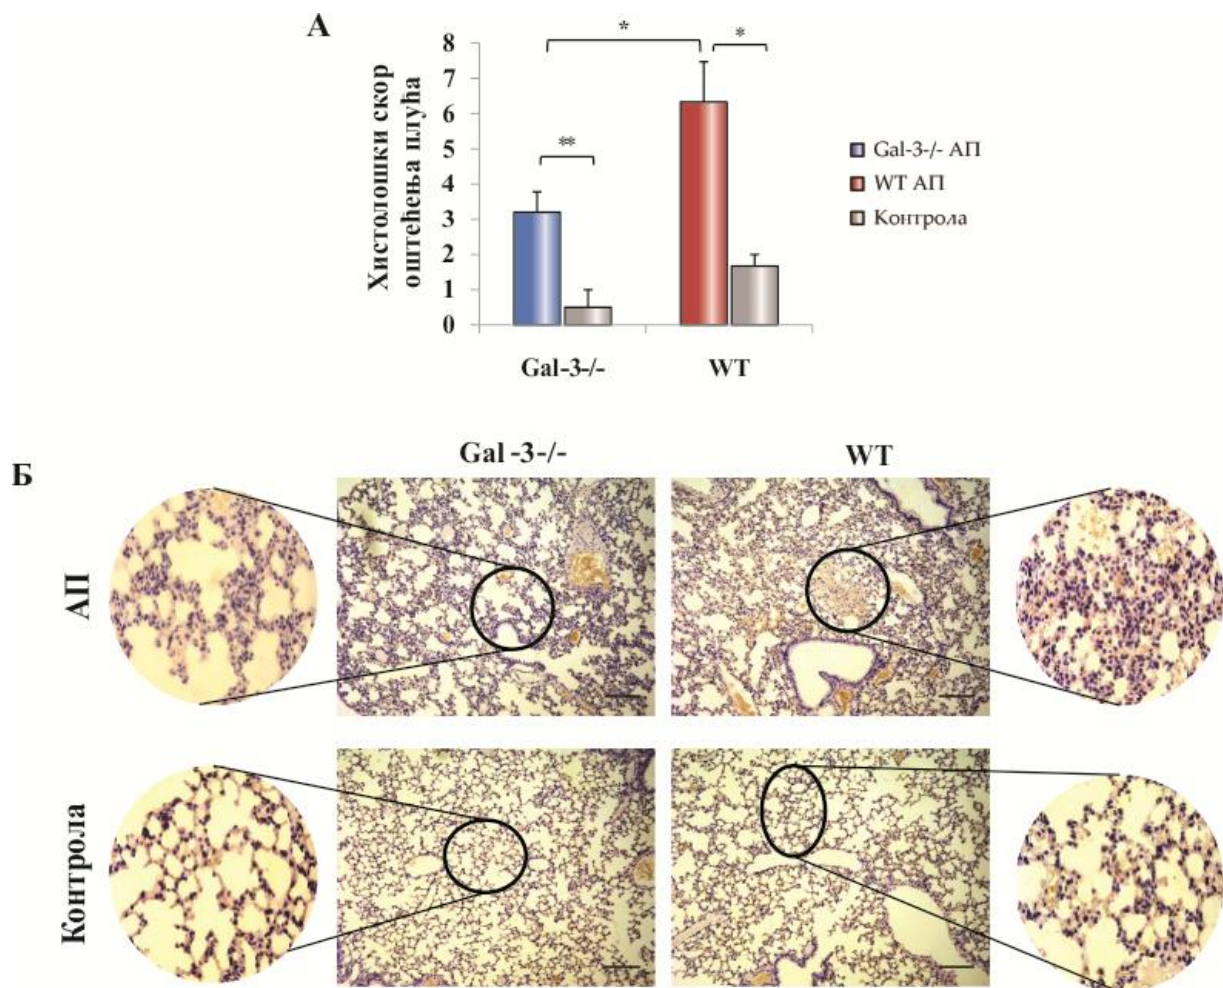 А
Хистолошки скор
оштећења плућа
8
7
6
5
4
3
2
1
0
*
*
**
Gal-3-/-
WT
Gal-3-/- АП
WT АП
Контрола
Б
Gal -3-/-
WT
АП
Контрола